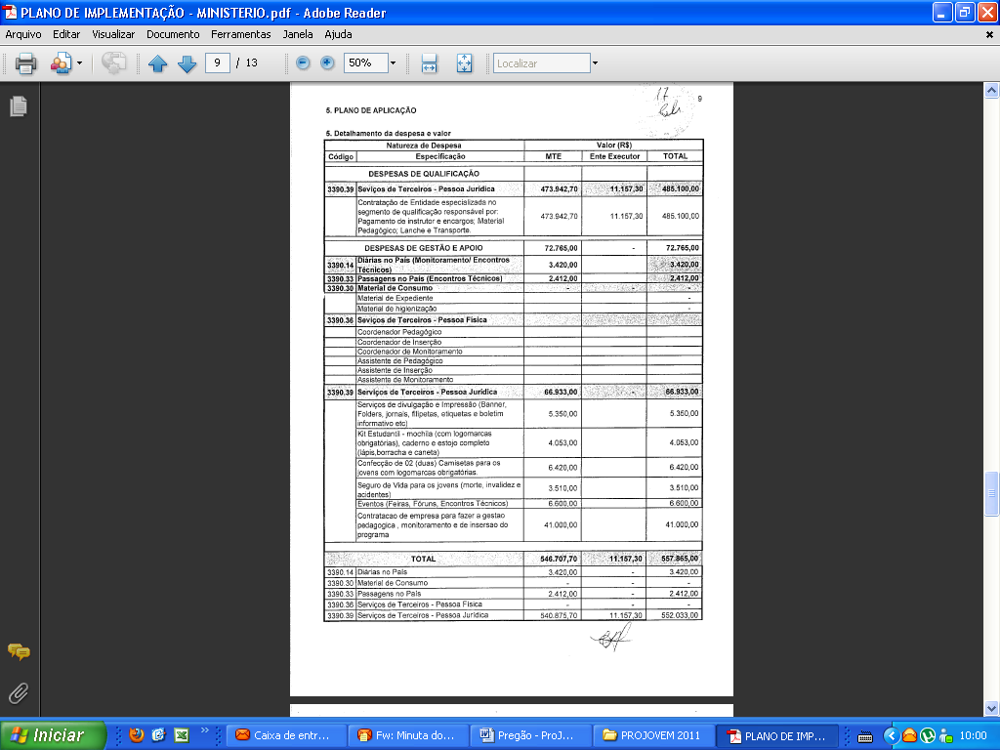 PLANO DE IMPLEMENTAÇÃO - MINISTERIO.pdf - Adobe Reader
Arquivo Editar Visualizar Documento Ferramentas Janela Ajuda
9 / 13 50% Localizar
17
9
5. PLANO DE APLICAÇÃO
5. Detalhamento da despesa e valor
Natureza de Despesa Valor (R$)
Código Especificação MTE Ente Executor TOTAL
DESPESAS DE QUALIFICAÇÃO
3390.39 Seviços de Terceiros - Pessoa Jurídica 473.942,70 11.157,30 485.100,00
Contratação de Entidade especializada no
segmento de qualificação responsável por:
Pagamento de instrutor e encargos; Material
Pedagógico; Lanche e Transporte.
473.942,70 11.157,30 485.100,00
DESPESAS DE GESTÃO E APOIO 72.765,00 - 72.765,00
3390.14 Diárias no País (Monitoramento/ Encontros
Técnicos)
3.420,00 3.420,00
3390.33 Passagens no País (Encontros Técnicos) 2.412,00 2.412,00
3390.30 Material de Consumo - - -
Material de Expediente -
Material de higienização -
3390.36 Seviços de Terceiros - Pessoa Física
Coordenador Pedagógico
Coordenador de Inserção
Coordenador de Monitoramento
Assistente de Pedagógico
Assistente de Inserção
Assistente de Monitoramento
3390.39 Serviços de Terceiros - Pessoa Jurídica 66.933,00 - 66.933,00
Serviços de divulgação e Impressão (Banner,
Folders, jornais, filipetas, etiquetas e boletim
informativo etc)
5.350,00 5.350,00
Kit Estudantil - mochila (com logomarcas
obrigatórias), caderno e estojo completo
(lápis,borracha e caneta)
4.053,00 4.053,00
Confecção de 02 (duas) Camisetas para os
jovens com logomarcas obrigatórias.
6.420,00 6.420,00
Seguro de Vida para os jovens (morte, invalidez e
acidentes)
3.510,00 3.510,00
Eventos (Feiras, Fóruns, Encontros Técnicos) 6.600,00 6.600,00
Contratacao de empresa para fazer a gestao
pedagogica , monitoramento e de insersao do
programa
41.000,00 41.000,00
TOTAL 546.707,70 11.157,30 557.865,00
3390.14 Diárias no País 3.420,00 - 3.420,00
3390.30 Material de Consumo - - -
3390.33 Passagens no País 2.412,00 - 2.412,00
3390.36 Serviços de Terceiros - Pessoa Física - - -
3390.39 Serviços de Terceiros - Pessoa Jurídica 540.875,70 11.157,30 552.033,00
Iniciar » Caixa de entr... Fw: Minuta do... Pregão - ProJ... PROJOVEM 2011 PLANO DE IMP... 10:00